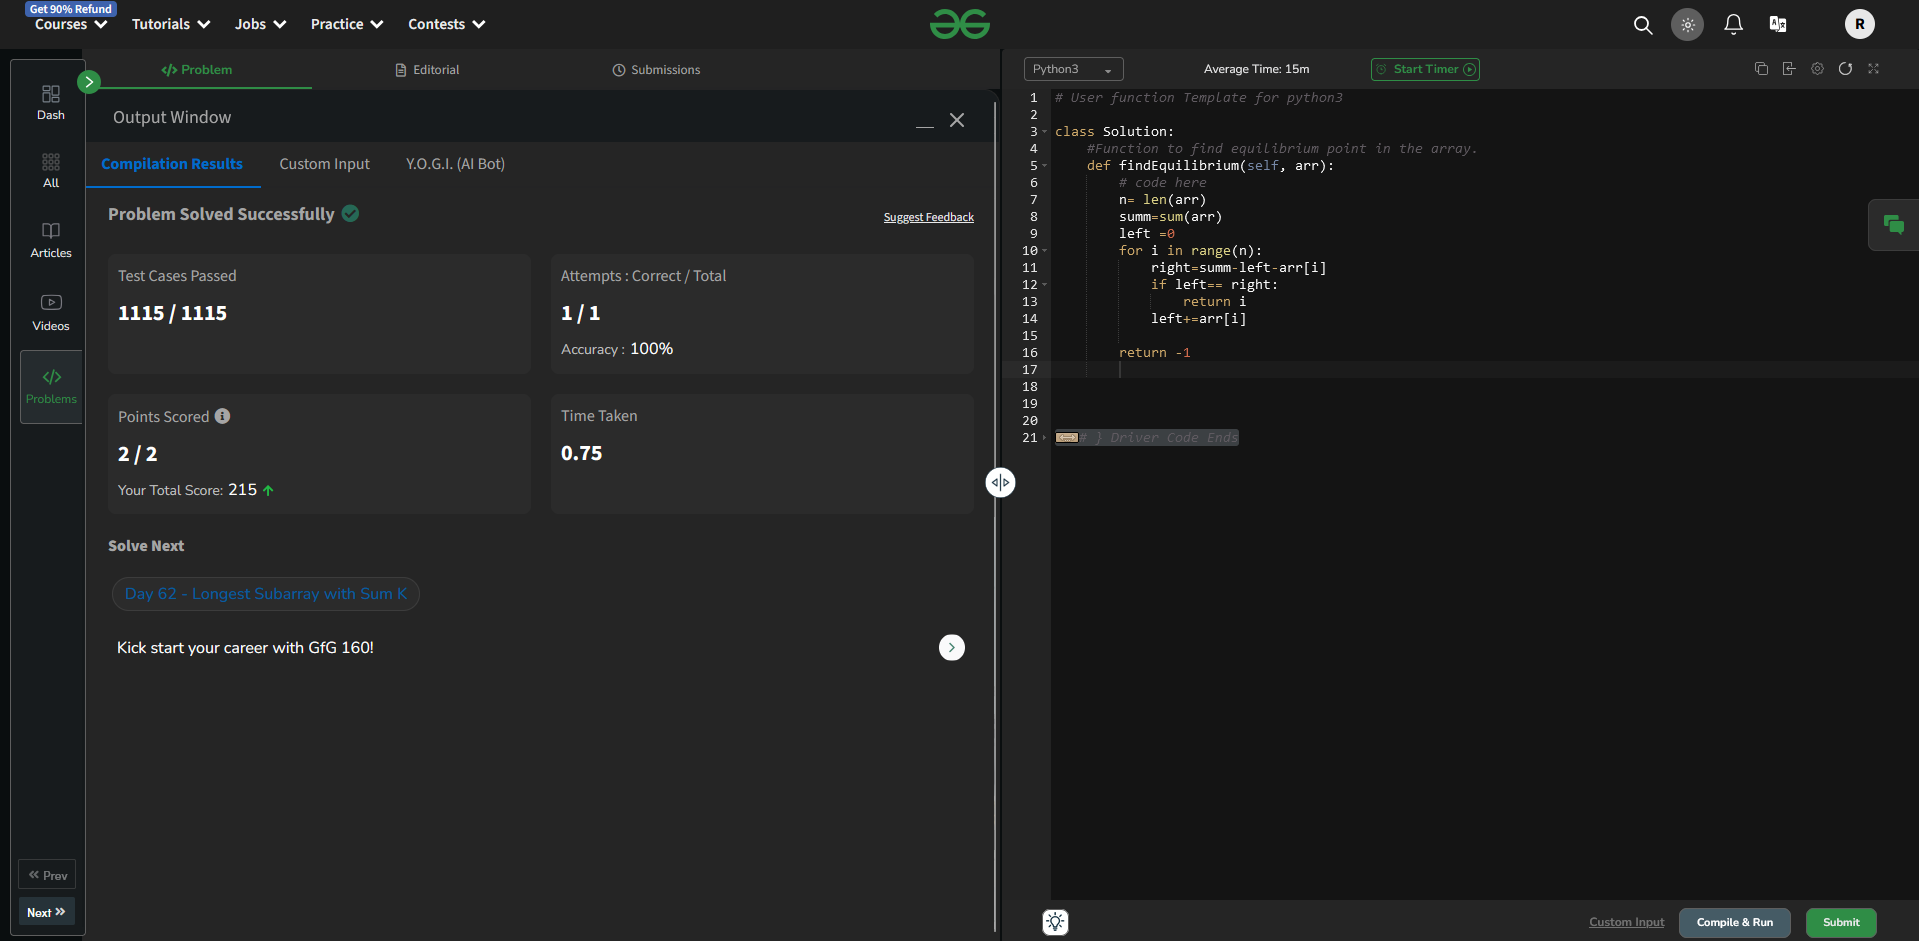 Get 90% Refund
Courses Tutorials Jobs Practice Contests
R
Dash
All
Articles
Videos
Problems
Prev
Next
Problem Editorial Submissions
Output Window
Compilation Results Custom Input Y.O.G.I. (AI Bot)
Problem Solved Successfully
Suggest Feedback
Test Cases Passed
1115 / 1115
Attempts : Correct / Total
1 / 1
Accuracy : 100%
Points Scored
2 / 2
Your Total Score: 215
Time Taken
0.75
Solve Next
Day 62 - Longest Subarray with Sum K
Kick start your career with GfG 160!
Python3 Average Time: 15m Start Timer
1 # User function Template for python3
2
3 class Solution:
4 #Function to find equilibrium point in the array.
5 def findEquilibrium(self, arr):
6 # code here
7 n= len(arr)
8 summ=sum(arr)
9 left =0
10 for i in range(n):
11 right=summ-left-arr[i]
12 if left== right:
13 return i
14 left+=arr[i]
15
16 return -1
17
18
19
20
21 # } Driver Code Ends
Custom Input Compile & Run Submit